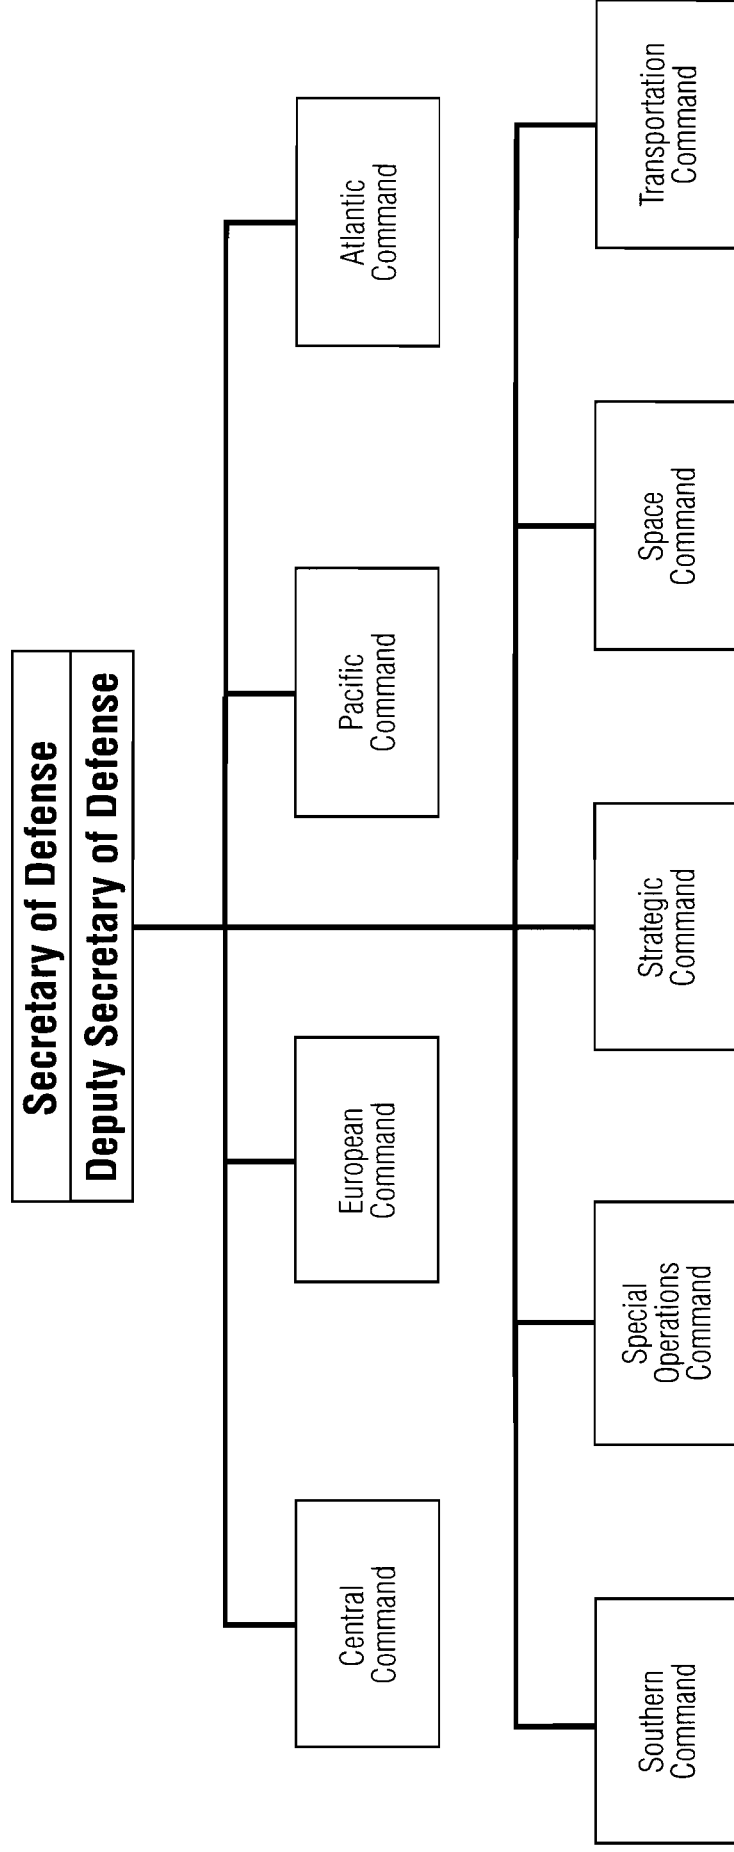 Secretary of Defense
Deputy Secretary of Defense
Central
Command
European
Command
Pacific
Command
Atlantic
Command
Southern
Command
Special
Operations
Command
Strategic
Command
Space
Command
Transportation
Command